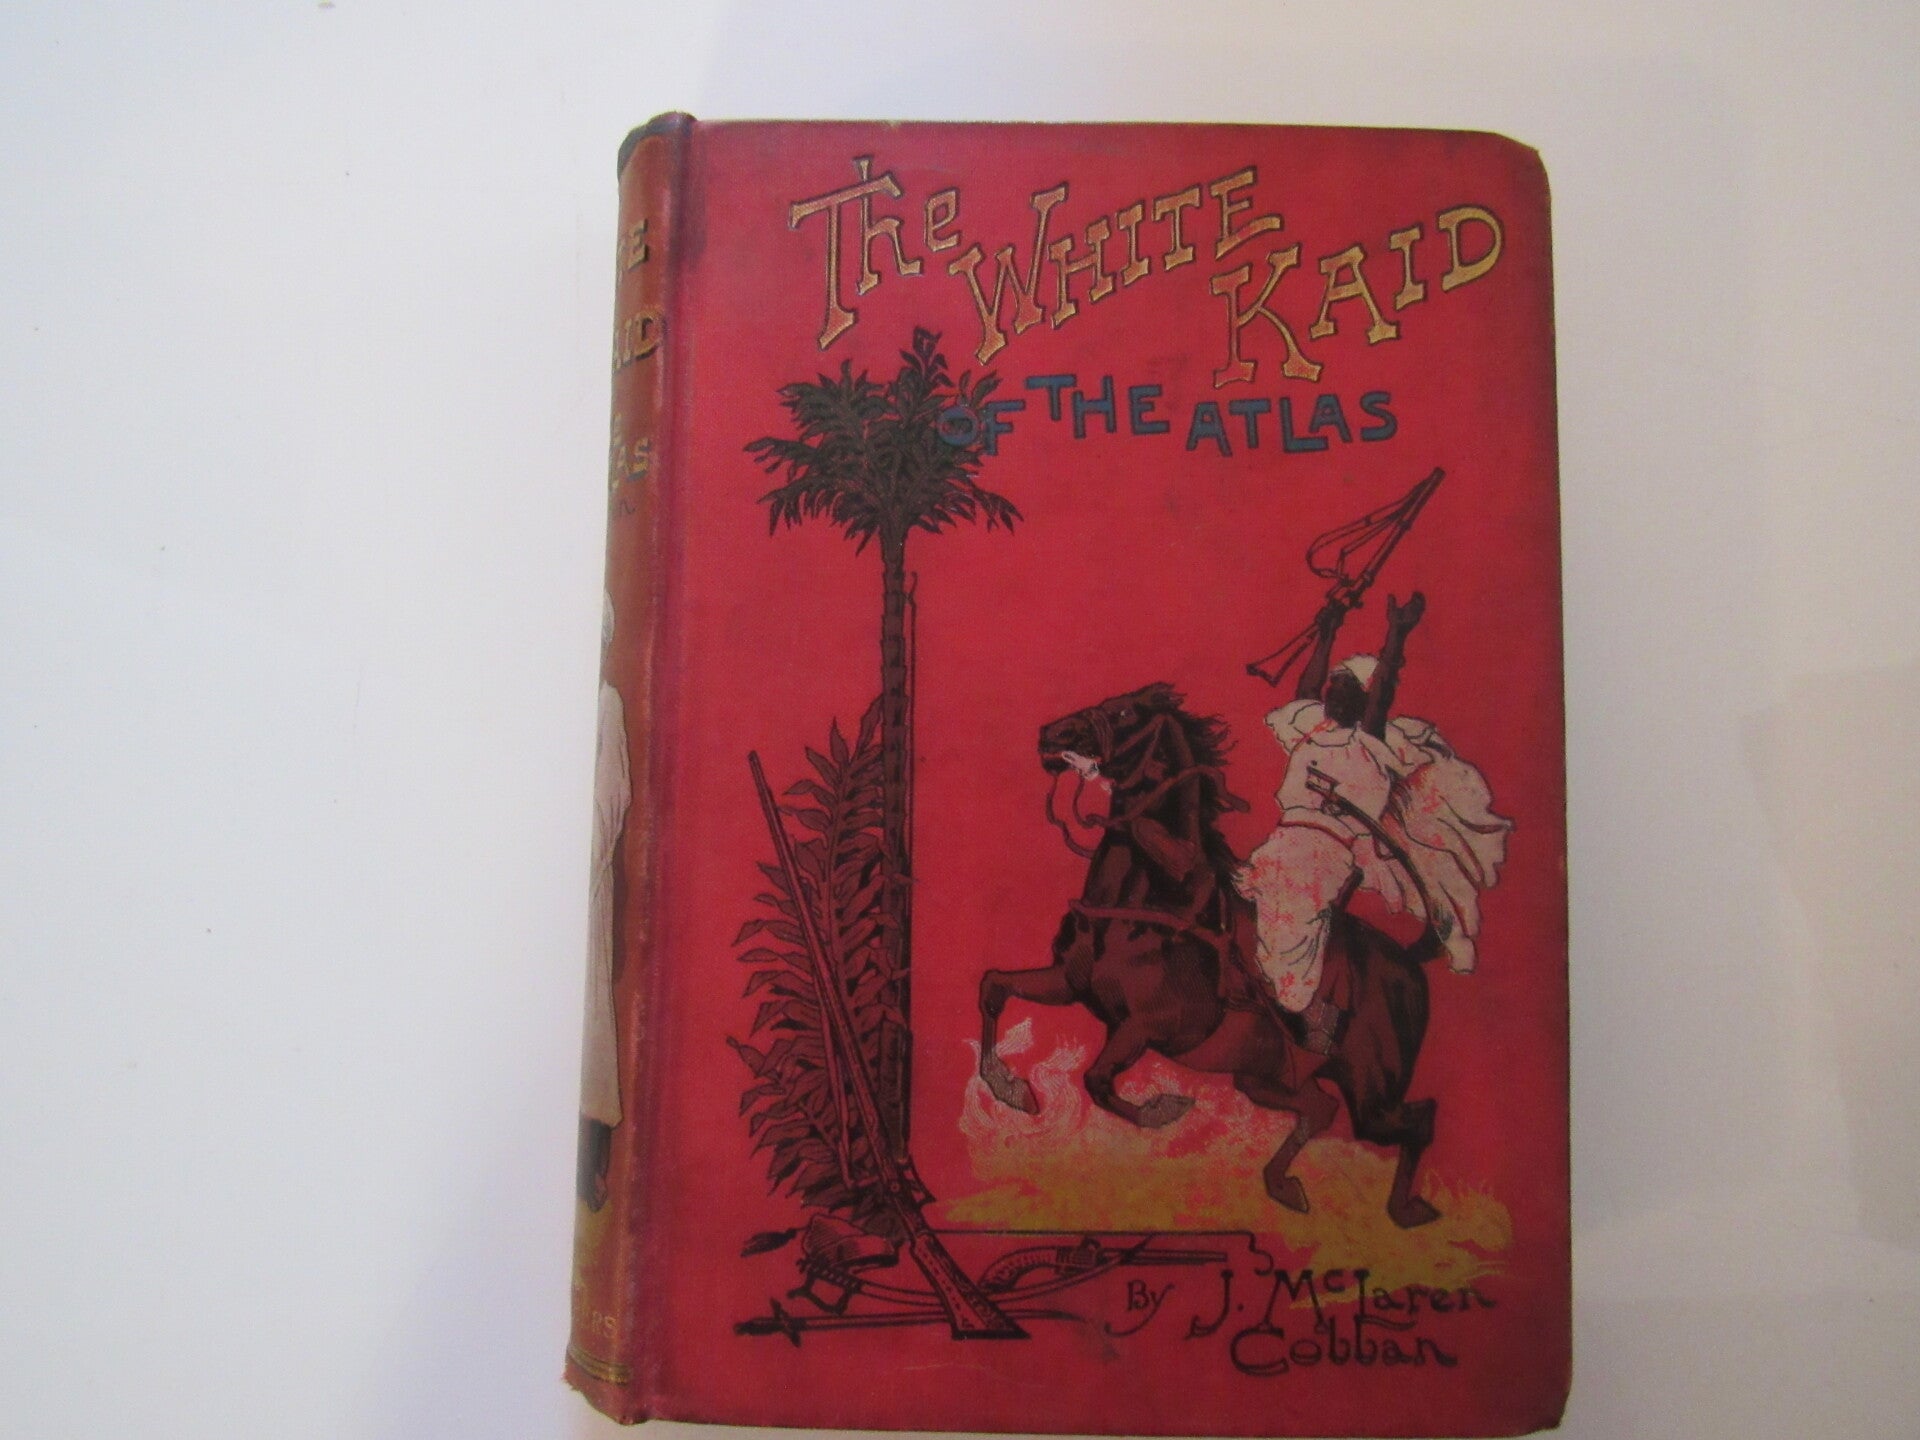 The WHITE
KAID
OF THE ATLAS
By J. McLaren
Cobban